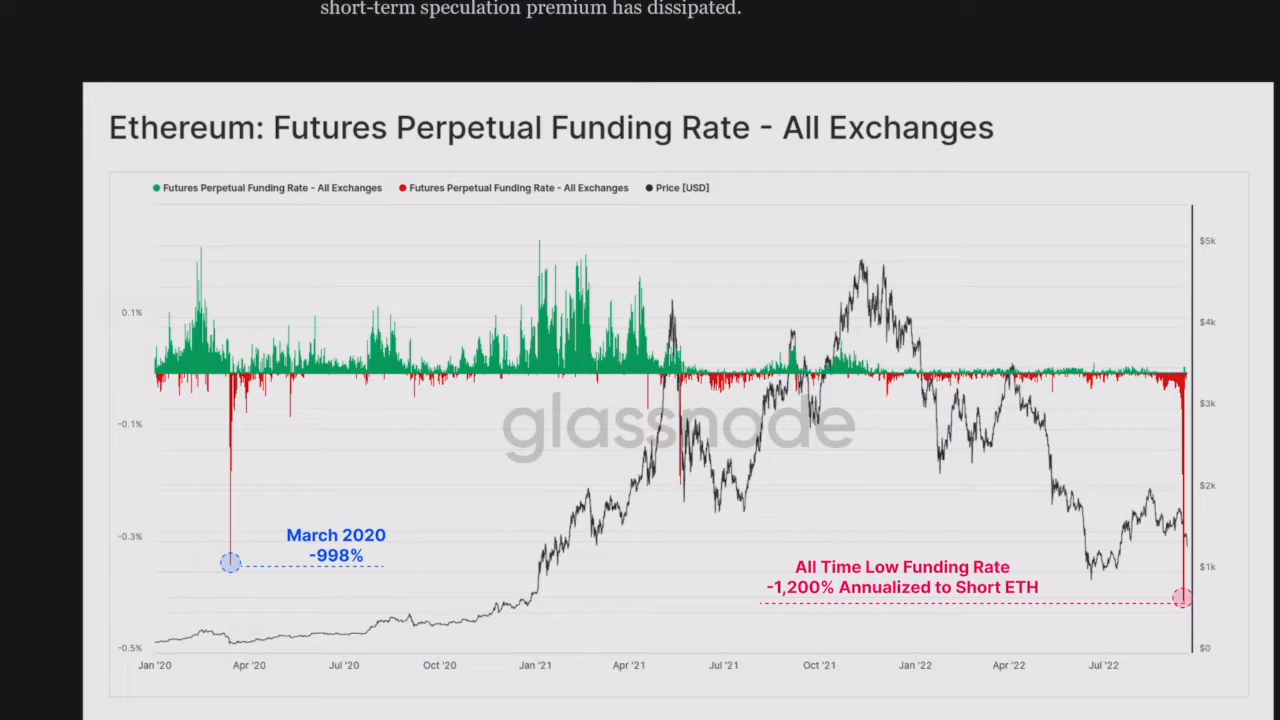 short-term speculation premium has dissipated.
Ethereum: Futures Perpetual Funding Rate - All Exchanges
Futures Perpetual Funding Rate - All Exchanges
Futures Perpetual Funding Rate - All Exchanges
Price [USD]
0.1%
-0.1%
-0.3%
-0.5%
$5k
$4k
$3k
$2k
$1k
$0
glassnode
March 2020
-998%
All Time Low Funding Rate
-1,200% Annualized to Short ETH
Jan '20
Apr '20
Jul '20
Oct '20
Jan '21
Apr '21
Jul '21
Oct '21
Jan '22
Apr '22
Jul '22